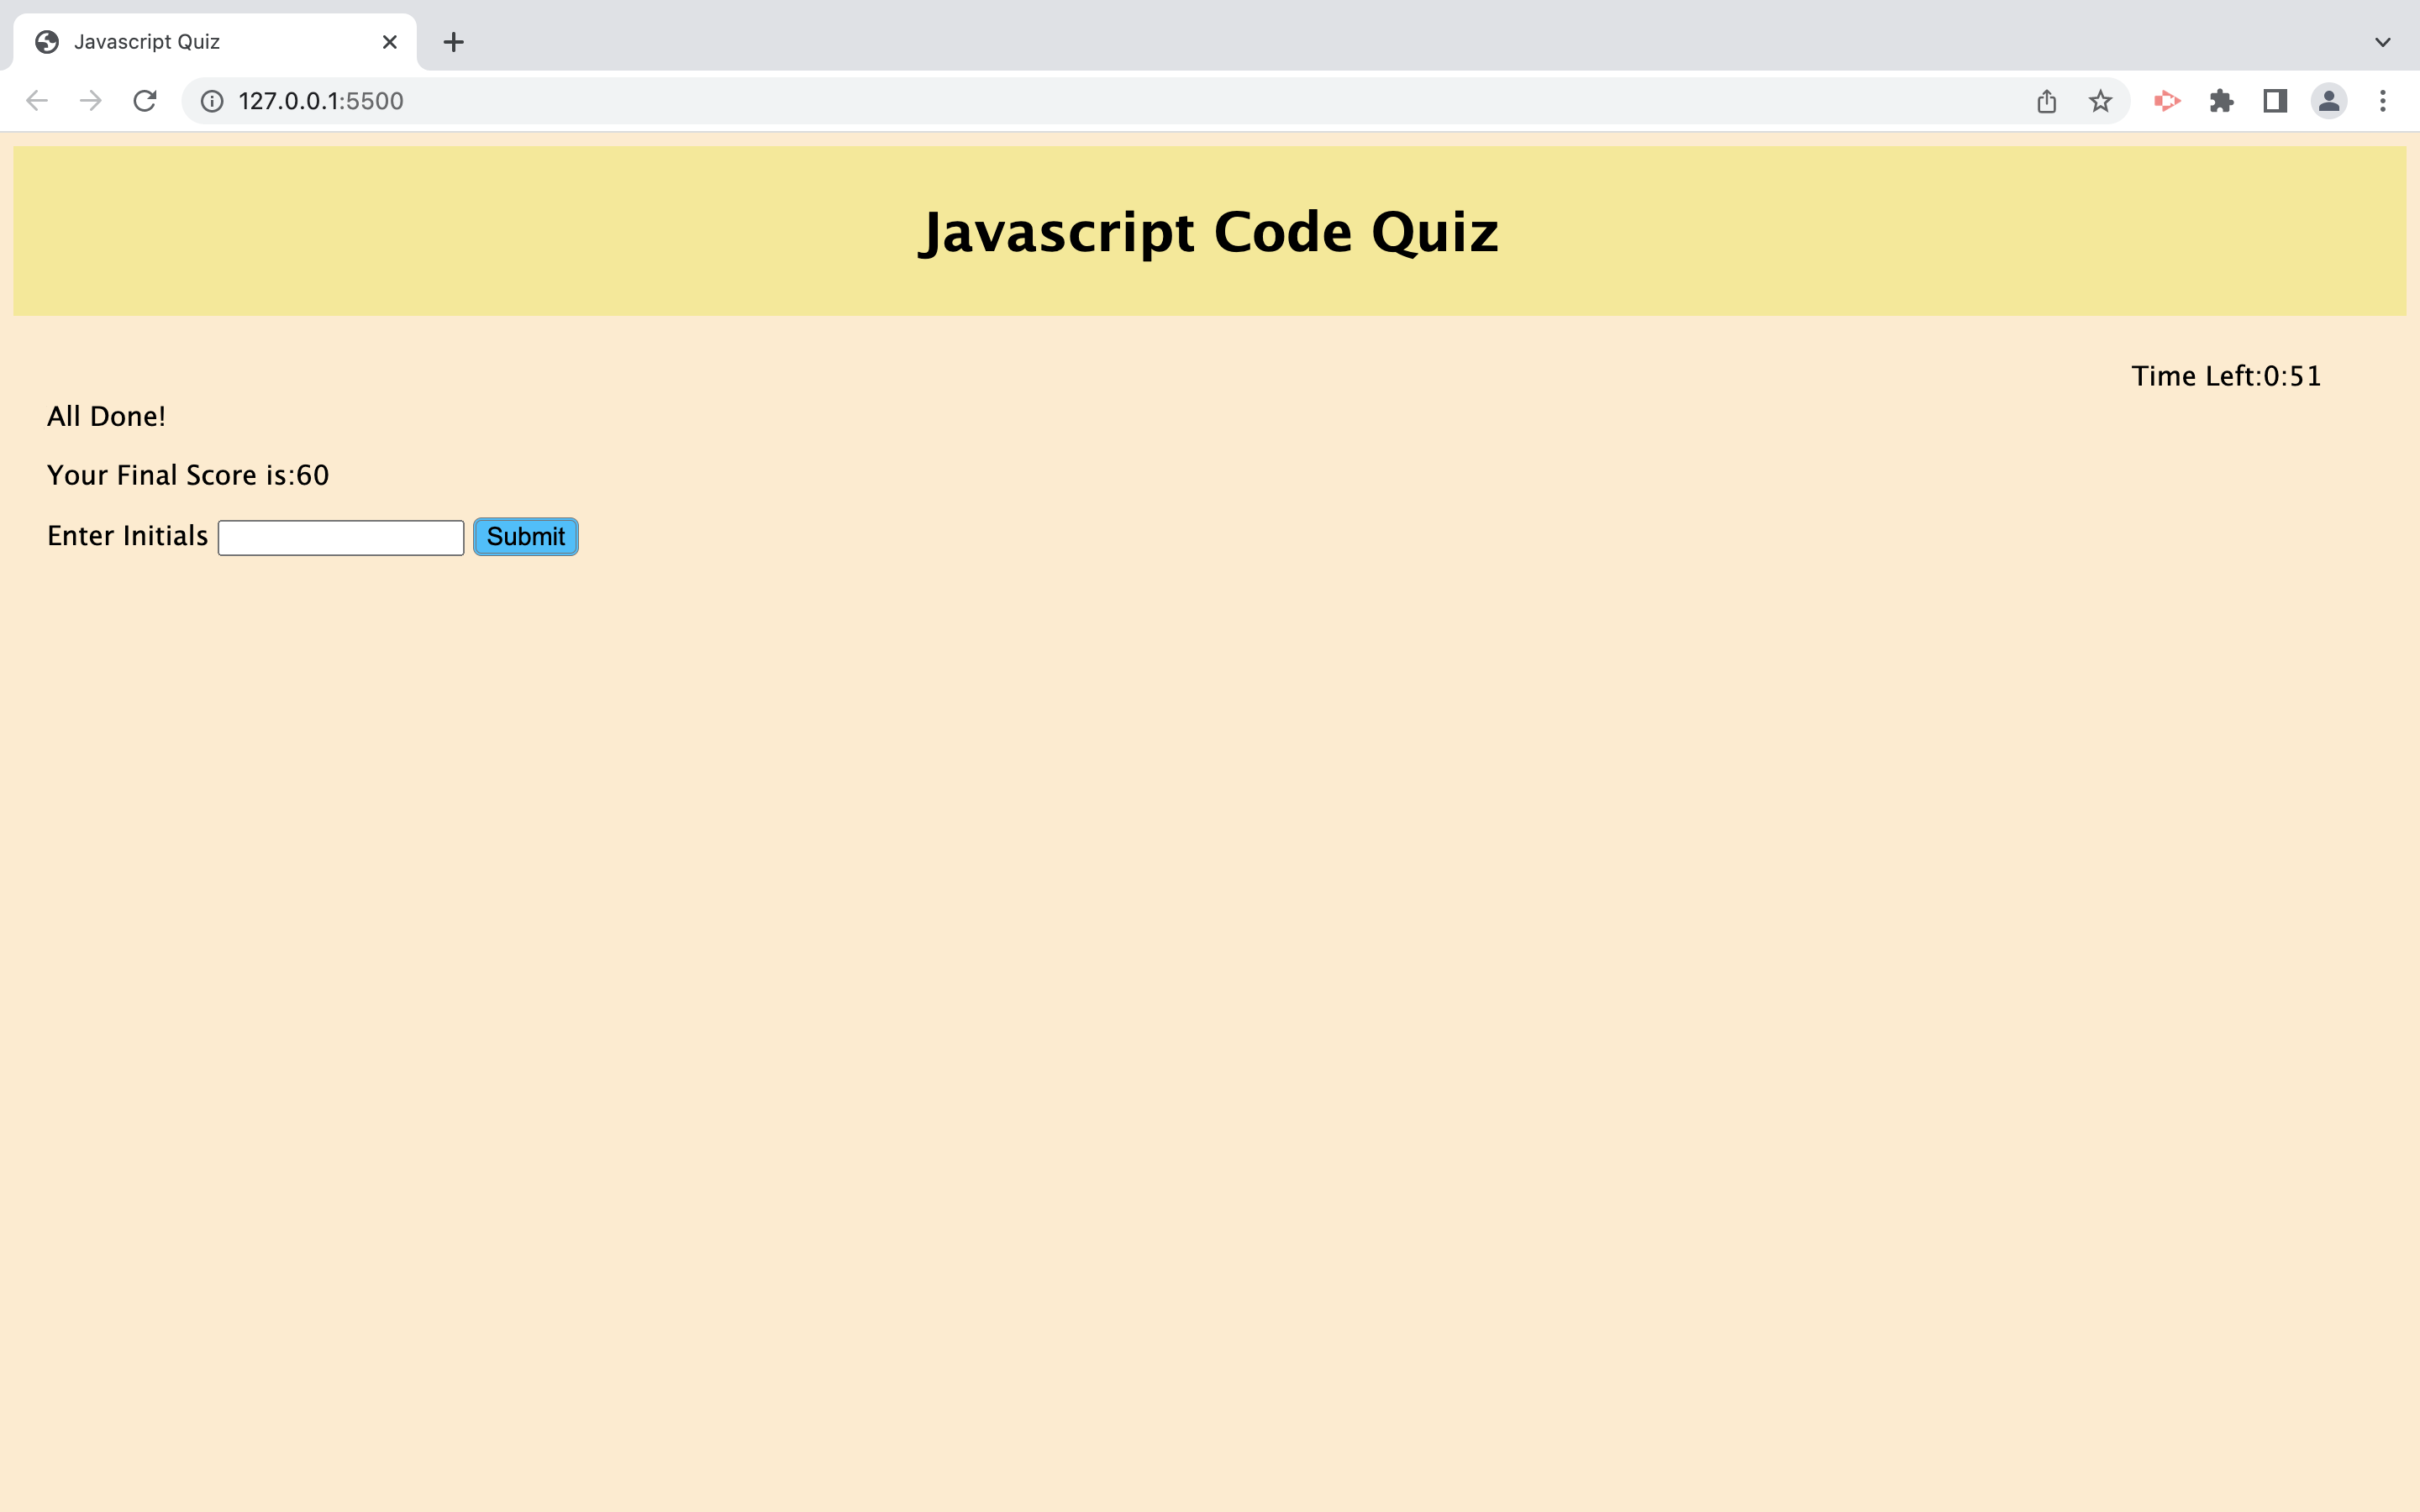 Javascript Quiz
127.0.0.1:5500
Javascript Code Quiz
Time Left:0:51
All Done!
Your Final Score is:60
Enter Initials Submit